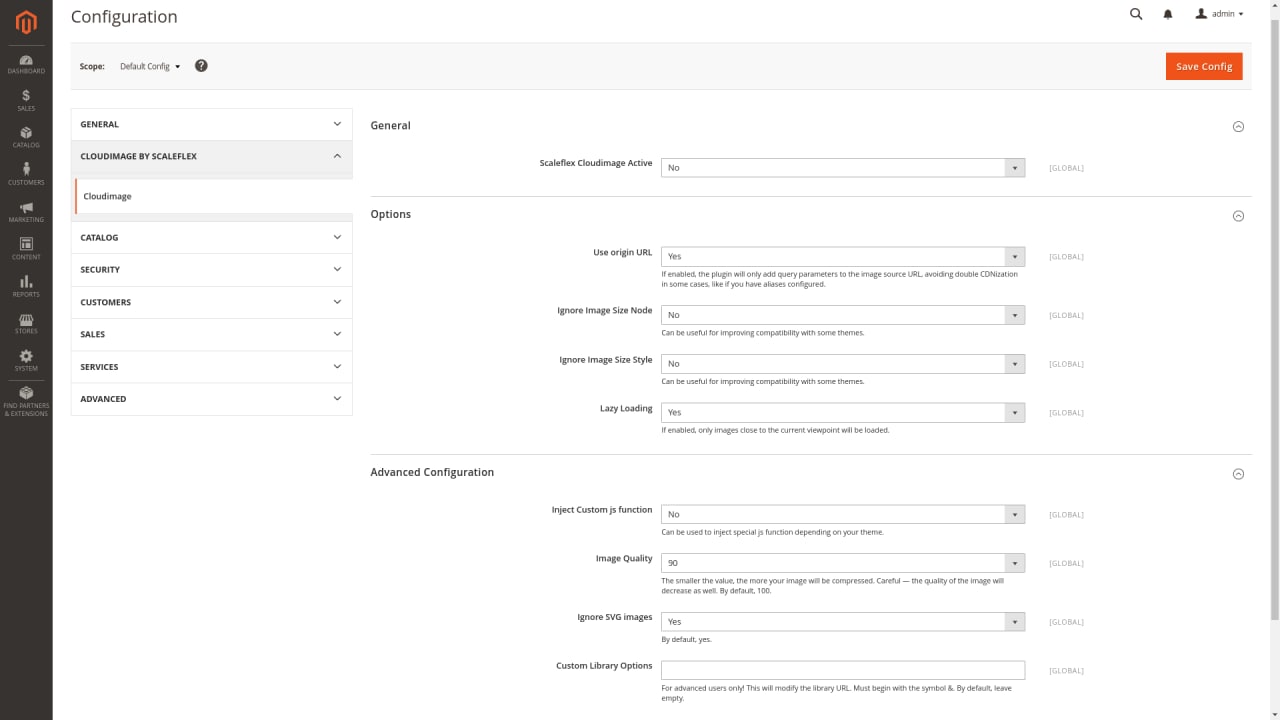 Configuration
admin
Scope:
Default Config
?
Save Config
DASHBOARD
SALES
CATALOG
CUSTOMERS
MARKETING
CONTENT
REPORTS
STORES
SYSTEM
FIND PARTNERS
& EXTENSIONS
GENERAL
CLOUDIMAGE BY SCALEFLEX
Cloudimage
CATALOG
SECURITY
CUSTOMERS
SALES
SERVICES
ADVANCED
General
Scaleflex Cloudimage Active
No
[GLOBAL]
Options
Use origin URL
Yes
[GLOBAL]
If enabled, the plugin will only add query parameters to the image source URL, avoiding double CDNization
in some cases, like if you have aliases configured.
Ignore Image Size Node
No
[GLOBAL]
Can be useful for improving compatibility with some themes.
Ignore Image Size Style
No
[GLOBAL]
Can be useful for improving compatibility with some themes.
Lazy Loading
Yes
[GLOBAL]
If enabled, only images close to the current viewpoint will be loaded.
Advanced Configuration
Inject Custom js function
No
[GLOBAL]
Can be used to inject special js function depending on your theme.
Image Quality
90
[GLOBAL]
The smaller the value, the more your image will be compressed. Careful — the quality of the image will
decrease as well. By default, 100.
Ignore SVG images
Yes
[GLOBAL]
By default, yes.
Custom Library Options
[GLOBAL]
For advanced users only! This will modify the library URL. Must begin with the symbol &. By default, leave
empty.